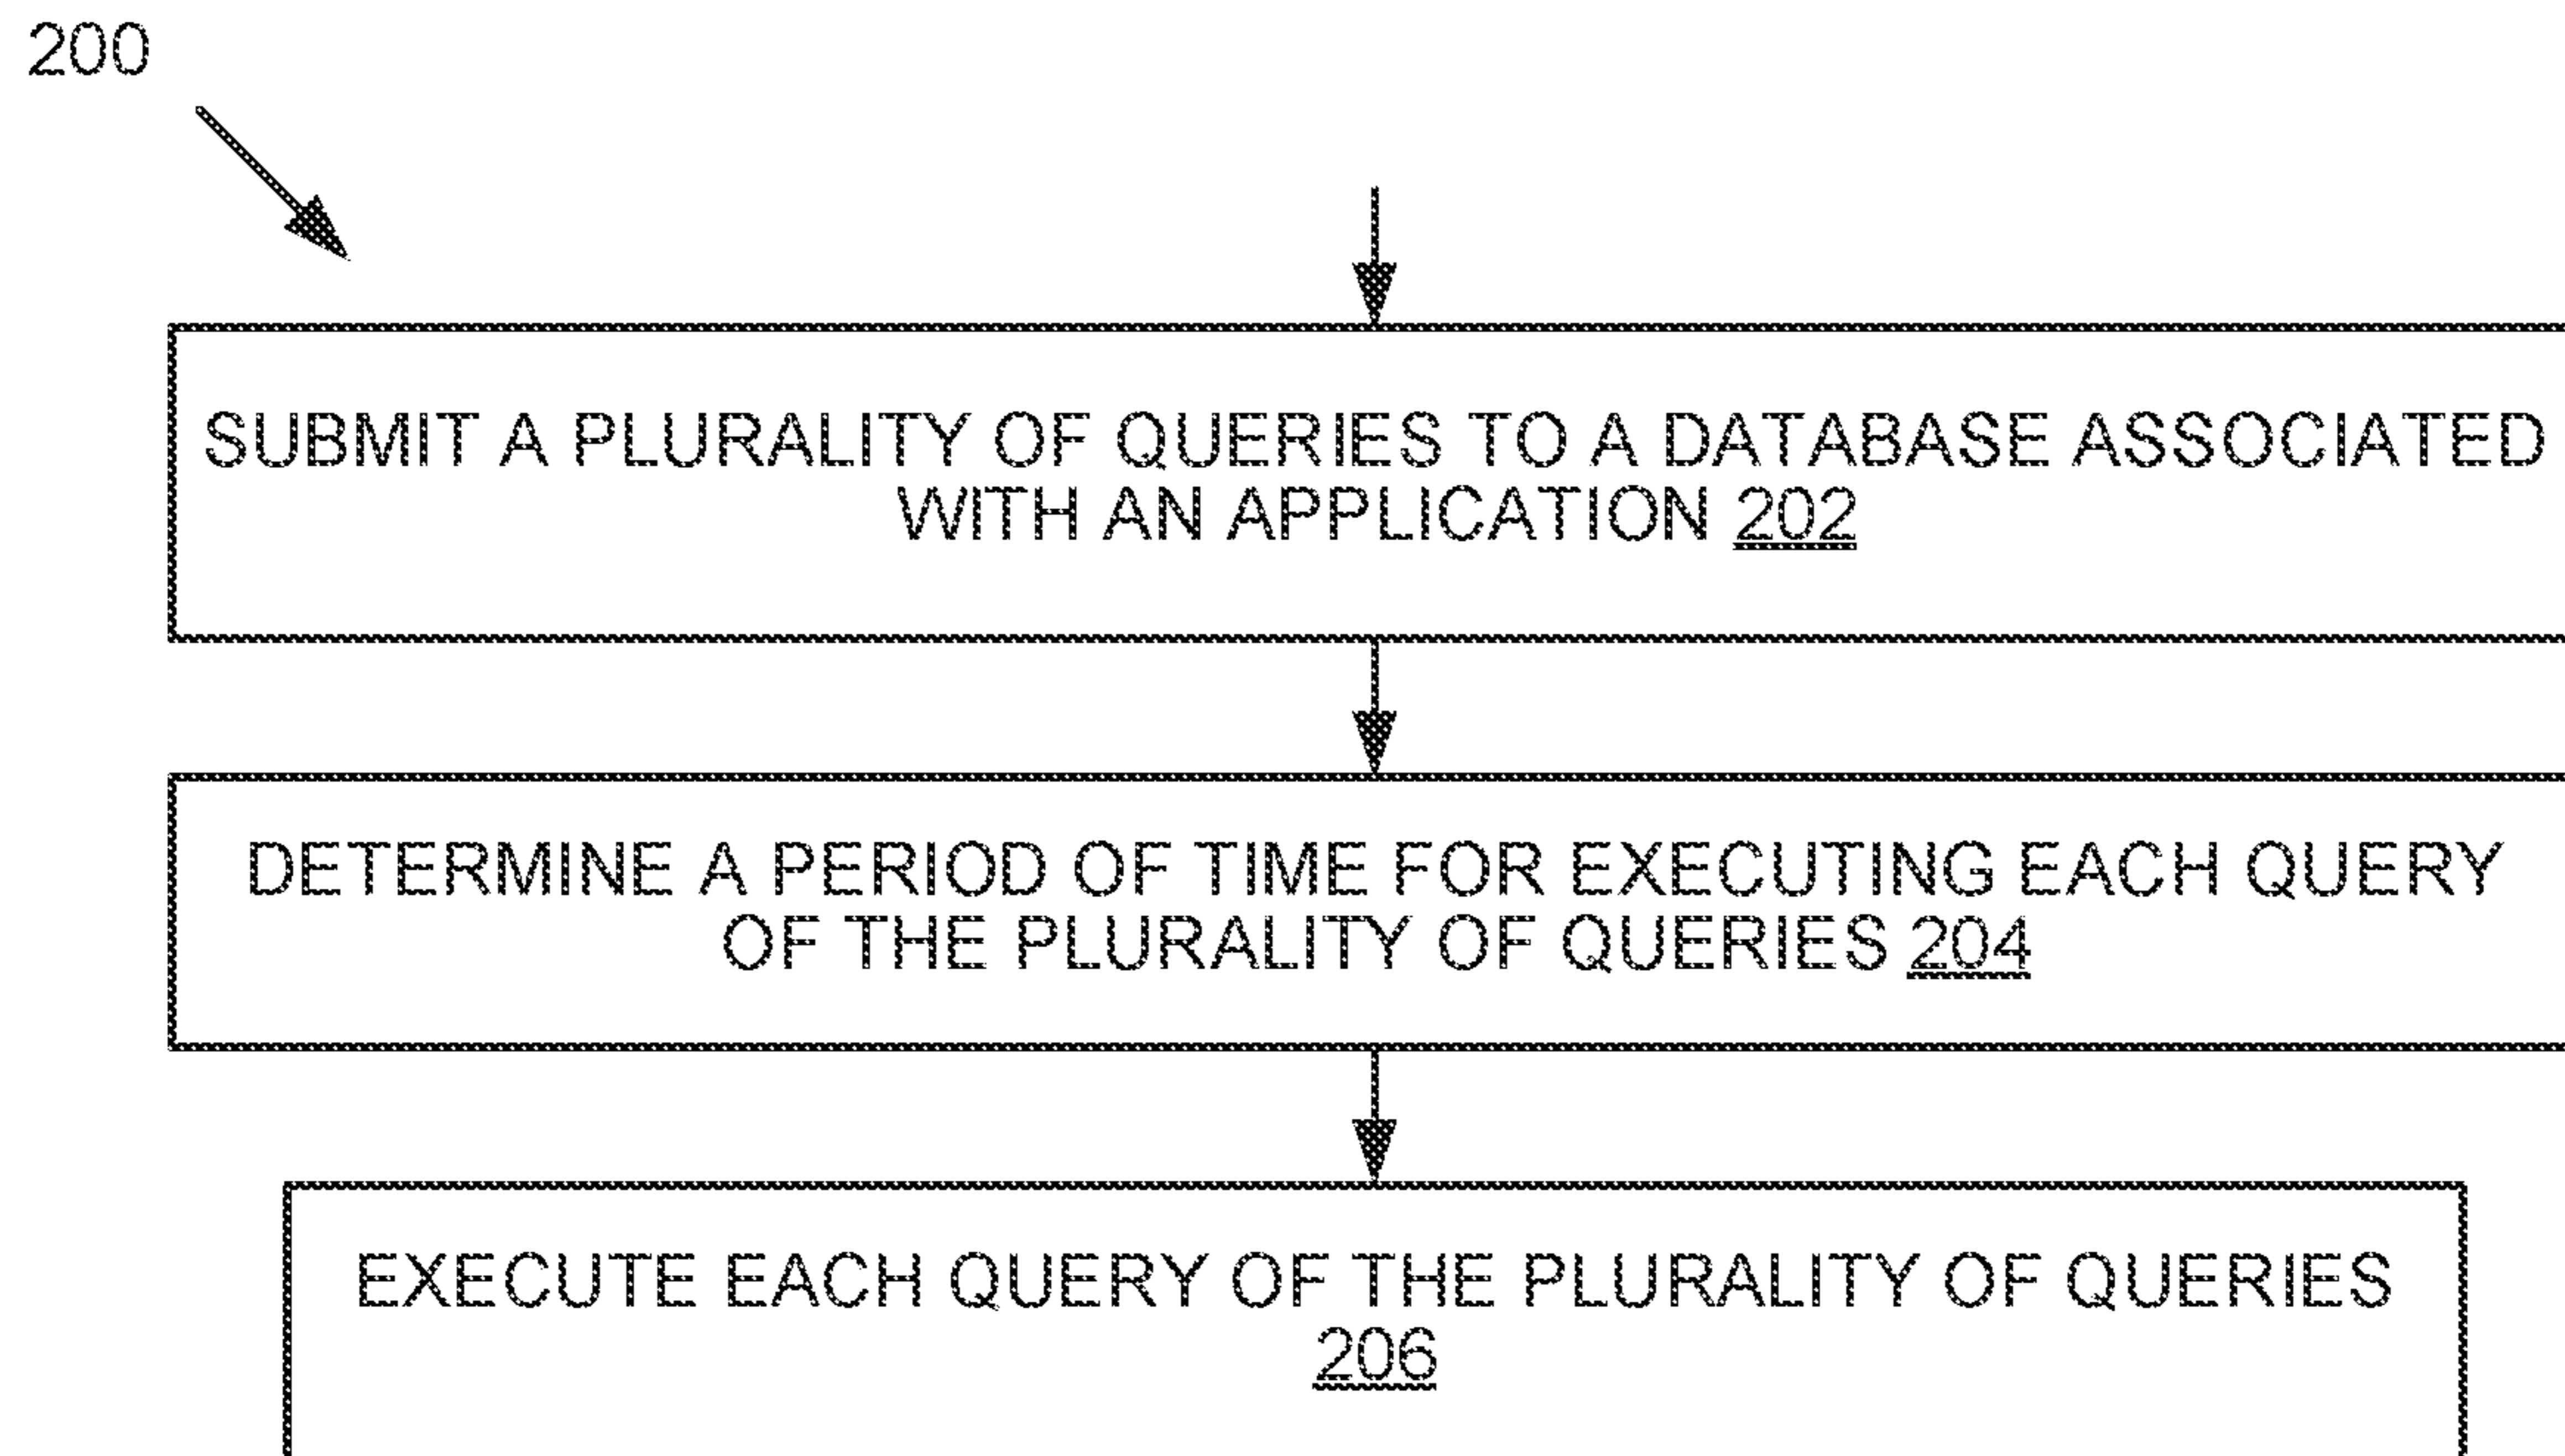 200
SUBMIT A PLURALITY OF QUERIES TO A DATABASE ASSOCIATED
WITH AN APPLICATION 202
DETERMINE A PERIOD OF TIME FOR EXECUTING EACH QUERY
OF THE PLURALITY OF QUERIES 204
EXECUTE EACH QUERY OF THE PLURALITY OF QUERIES
206